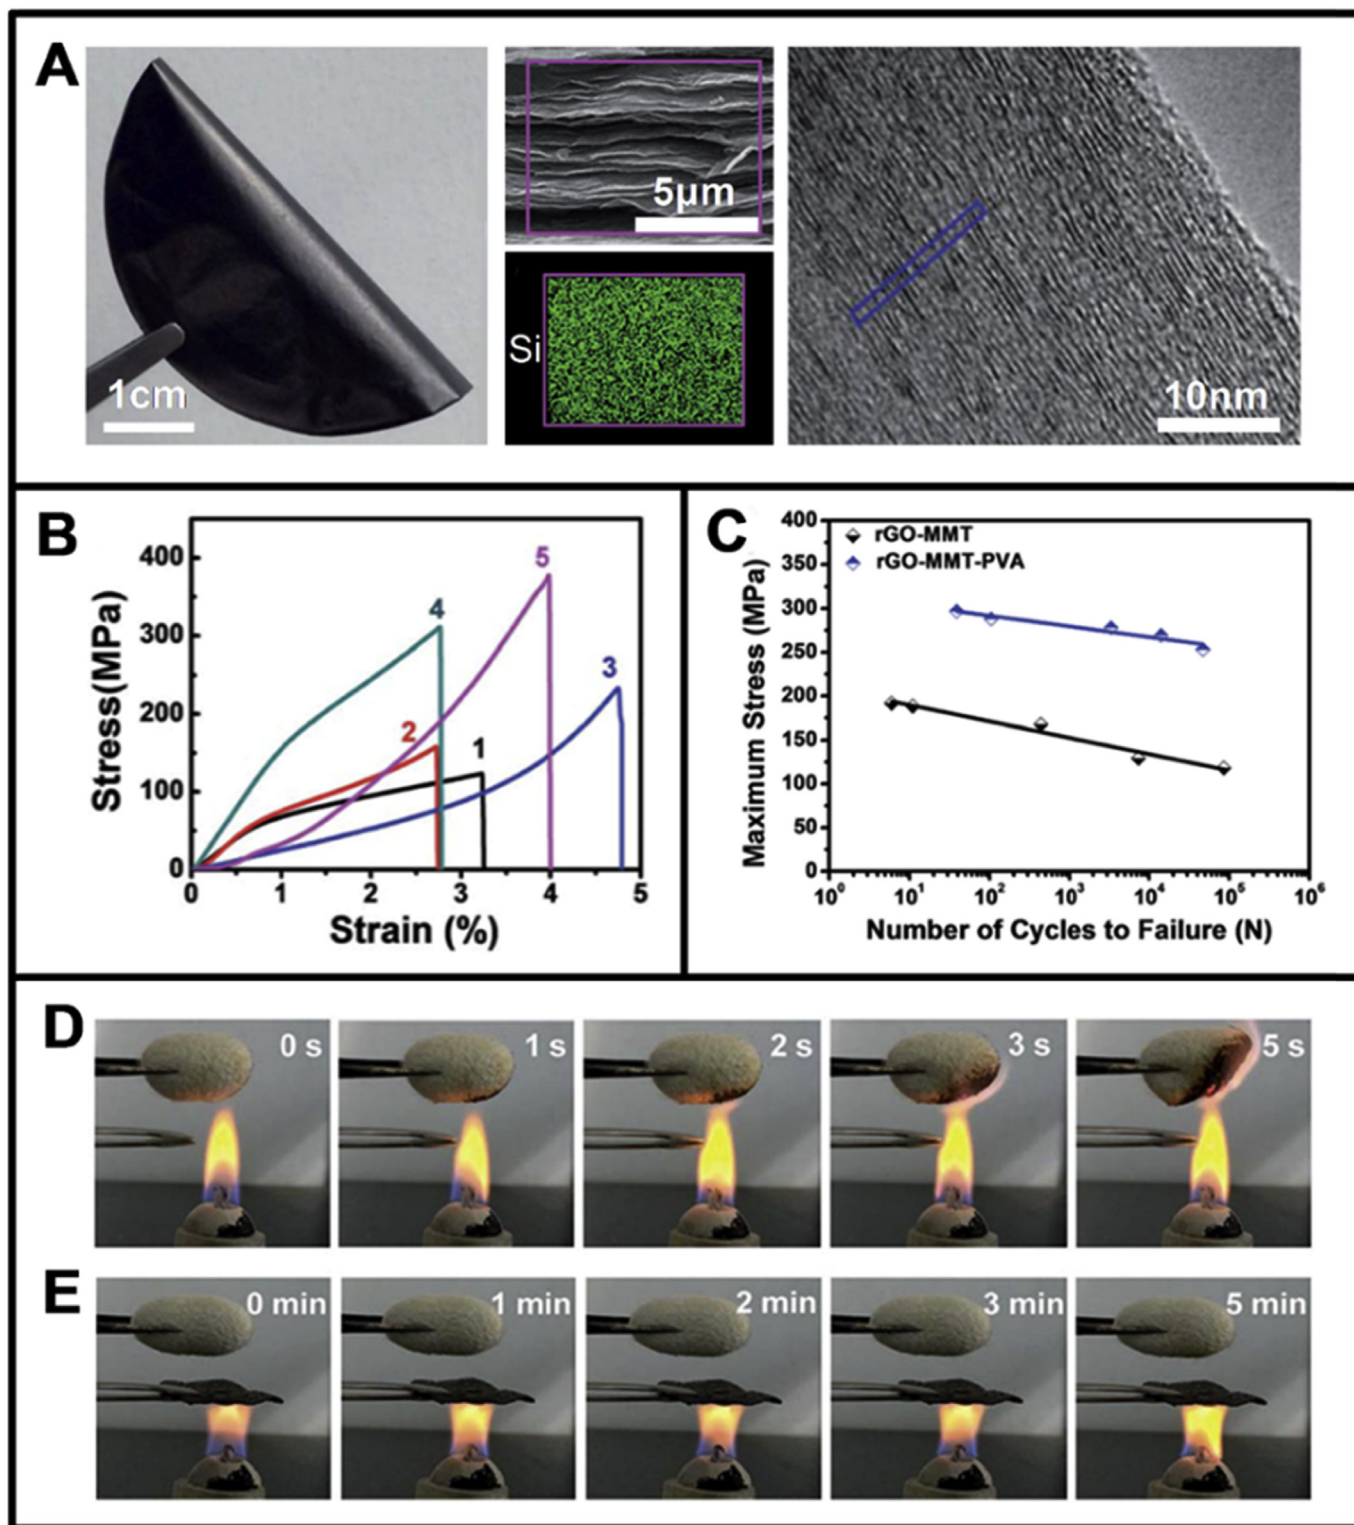 A
1cm
5μm
Si
10nm
B
Stress(MPa)
400
300
200
100
0
0 1 2 3 4 5
Strain (%)
1
2
3
4
5
C
rGO-MMT
rGO-MMT-PVA
Maximum Stress (MPa)
400
350
300
250
200
150
100
50
0
10⁰ 10¹ 10² 10³ 10⁴ 10⁵ 10⁶
Number of Cycles to Failure (N)
D
0 s
1 s
2 s
3 s
5 s
E
0 min
1 min
2 min
3 min
5 min